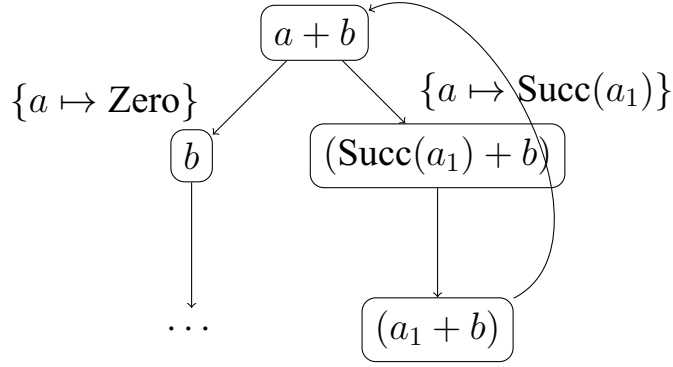 a + b
{a ↦ Zero}
{a ↦ Succ(a₁)}
b
(Succ(a₁) + b)
...
(a₁ + b)